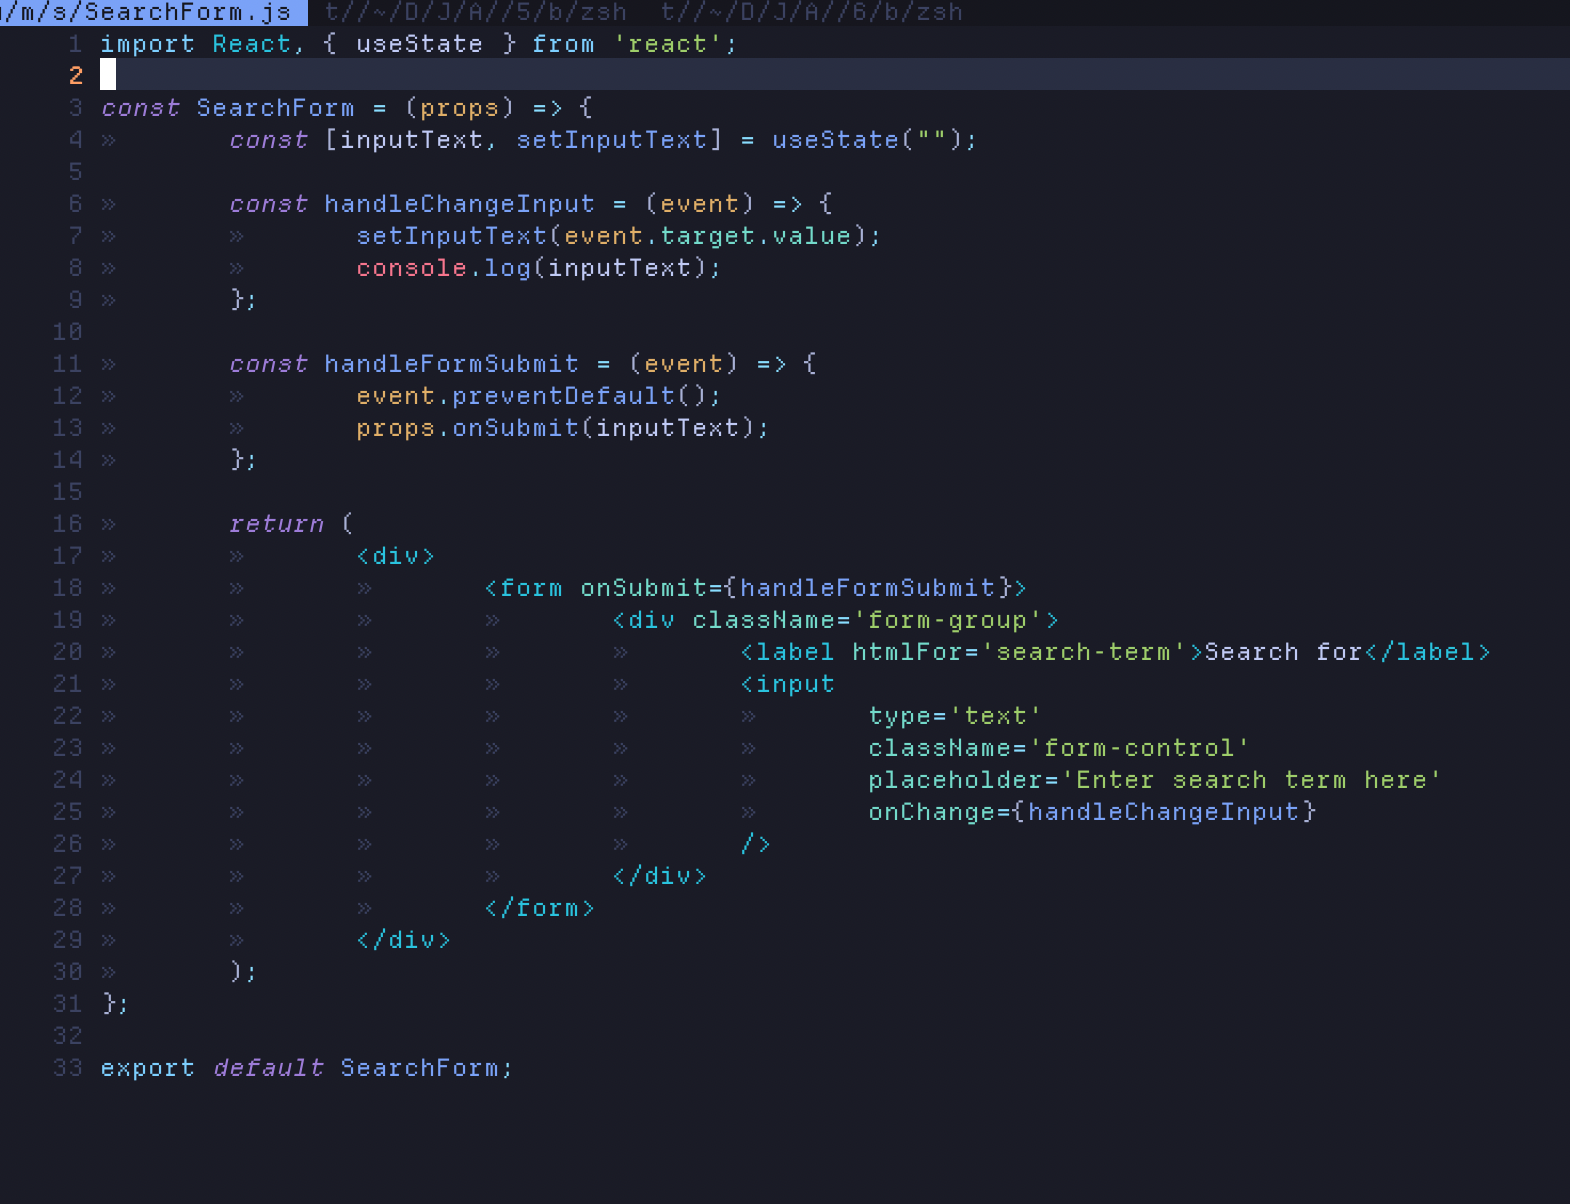 /m/s/SearchForm.js t//~/D/J/A//5/b/zsh t//~/D/J/A//6/b/zsh
1 import React, { useState } from 'react';
2
3 const SearchForm = (props) => {
4 » const [inputText, setInputText] = useState("");
5
6 » const handleChangeInput = (event) => {
7 » » setInputText(event.target.value);
8 » » console.log(inputText);
9 » };
10
11 » const handleFormSubmit = (event) => {
12 » » event.preventDefault();
13 » » props.onSubmit(inputText);
14 » };
15
16 » return (
17 » » <div>
18 » » » <form onSubmit={handleFormSubmit}>
19 » » » » <div className='form-group'>
20 » » » » » <label htmlFor='search-term'>Search for</label>
21 » » » » » <input
22 » » » » » » type='text'
23 » » » » » » className='form-control'
24 » » » » » » placeholder='Enter search term here'
25 » » » » » » onChange={handleChangeInput}
26 » » » » » />
27 » » » » </div>
28 » » » </form>
29 » » </div>
30 » );
31 };
32
33 export default SearchForm;